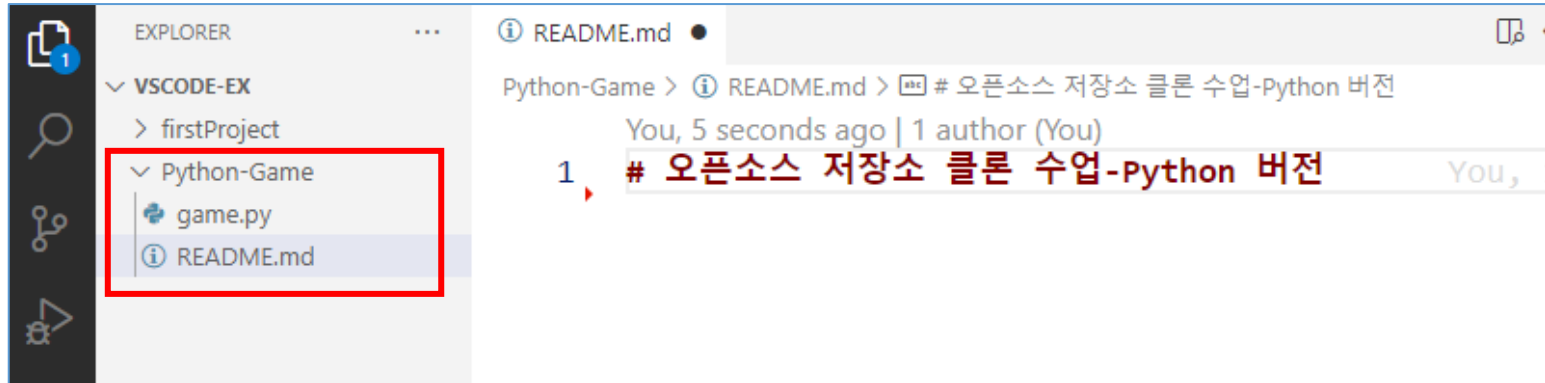 EXPLORER ···
1
VSCODE-EX
firstProject
Python-Game
game.py
README.md
README.md
Python-Game > README.md > # 오픈소스 저장소 클론 수업-Python 버전
You, 5 seconds ago | 1 author (You)
1 # 오픈소스 저장소 클론 수업-Python 버전 You,